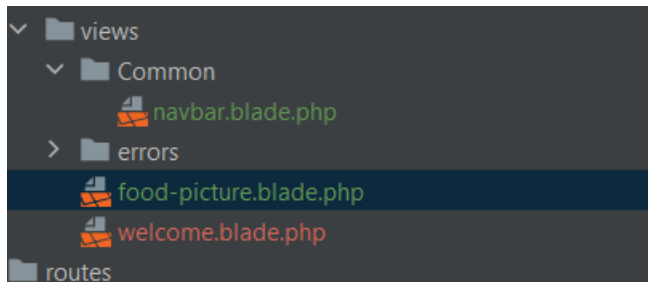 views
Common
navbar.blade.php
errors
food-picture.blade.php
welcome.blade.php
routes